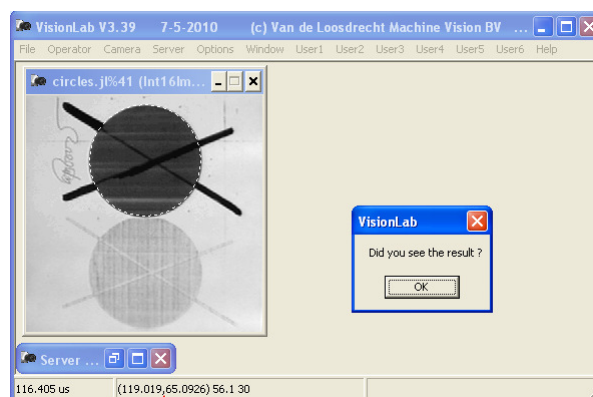 VisionLab V3.39 7-5-2010 (c) Van de Loosdrecht Machine Vision BV ...
File Operator Camera Server Options Window User1 User2 User3 User4 User5 User6 Help
circles.jl%41 (Int16Im...
VisionLab
Did you see the result ?
OK
Server ...
116.405 us (119.019,65.0926) 56.1 30